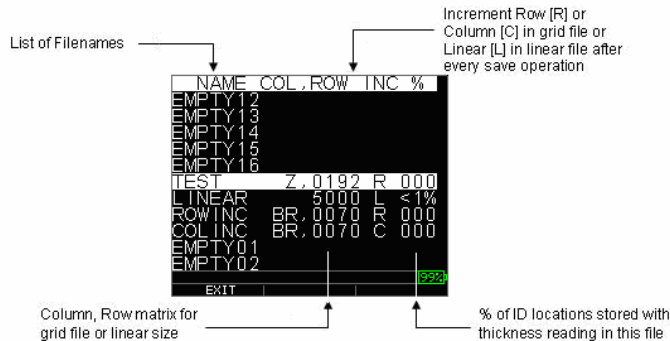 Increment Row [R] or
Column [C] in grid file or
Linear [L] in linear file after
every save operation
List of Filenames
NAME COL,ROW INC %
EMPTY12
EMPTY13
EMPTY14
EMPTY15
EMPTY16
TEST Z,0192 R 000
LINEAR 5000 L <1%
ROWINC BR,0070 R 000
COLINC BR,0070 C 000
EMPTY01
EMPTY02
99%
EXIT
Column, Row matrix for
grid file or linear size
% of ID locations stored with
thickness reading in this file